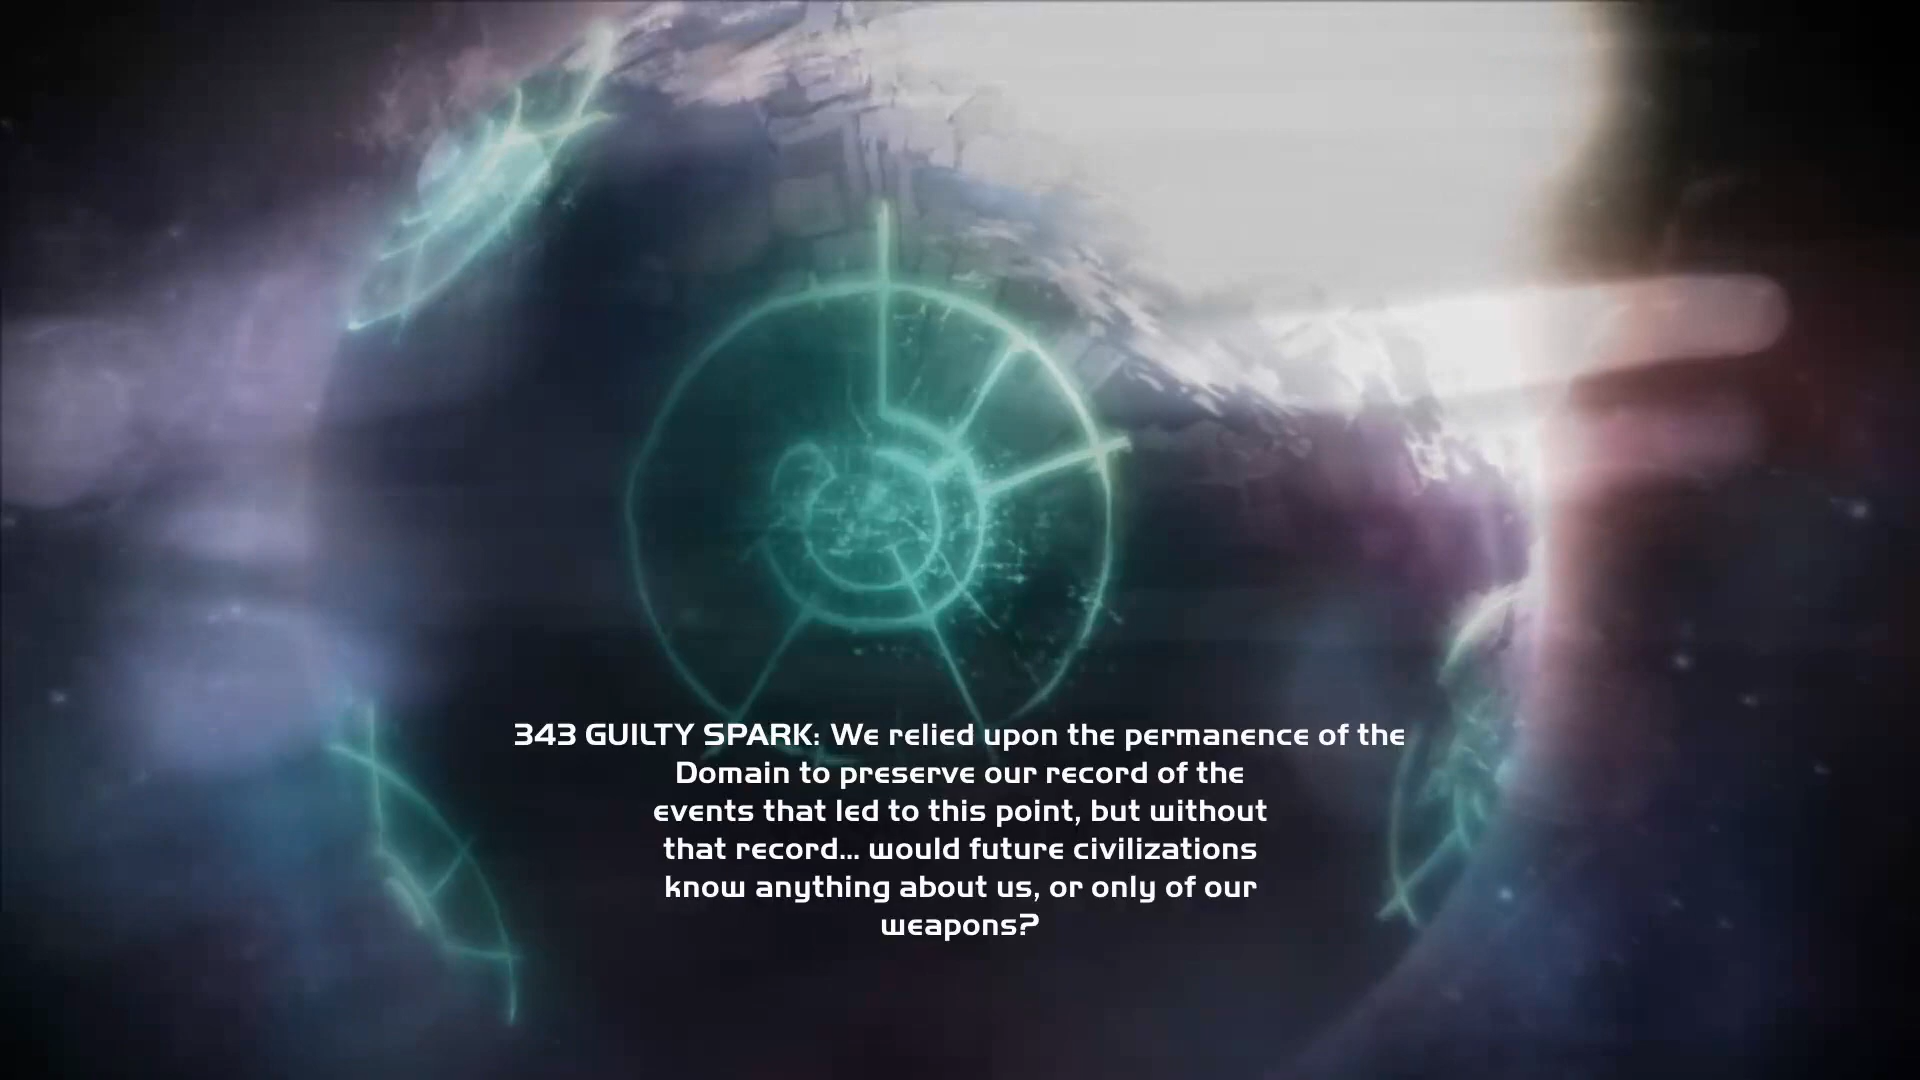 343 GUILTY SPARK: We relied upon the permanence of the
Domain to preserve our record of the
events that led to this point, but without
that record... would future civilizations
know anything about us, or only of our
weapons?